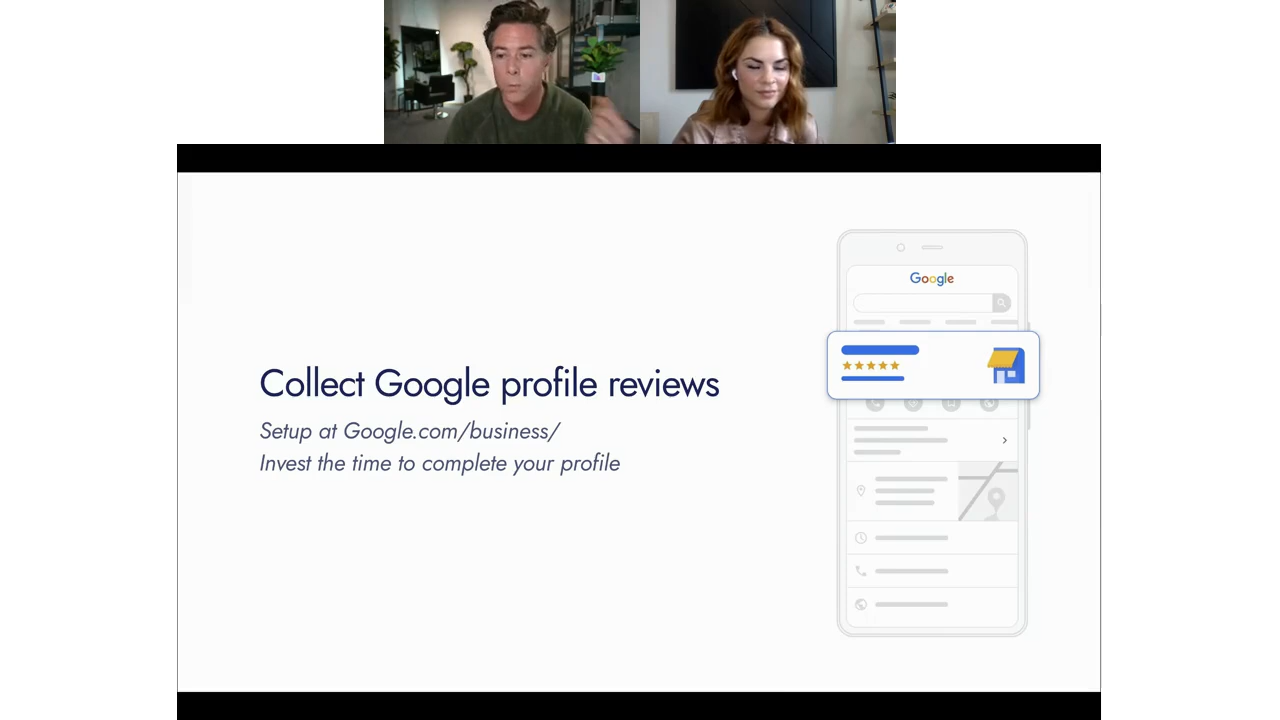 Google
Collect Google profile reviews
Setup at Google.com/business/
Invest the time to complete your profile